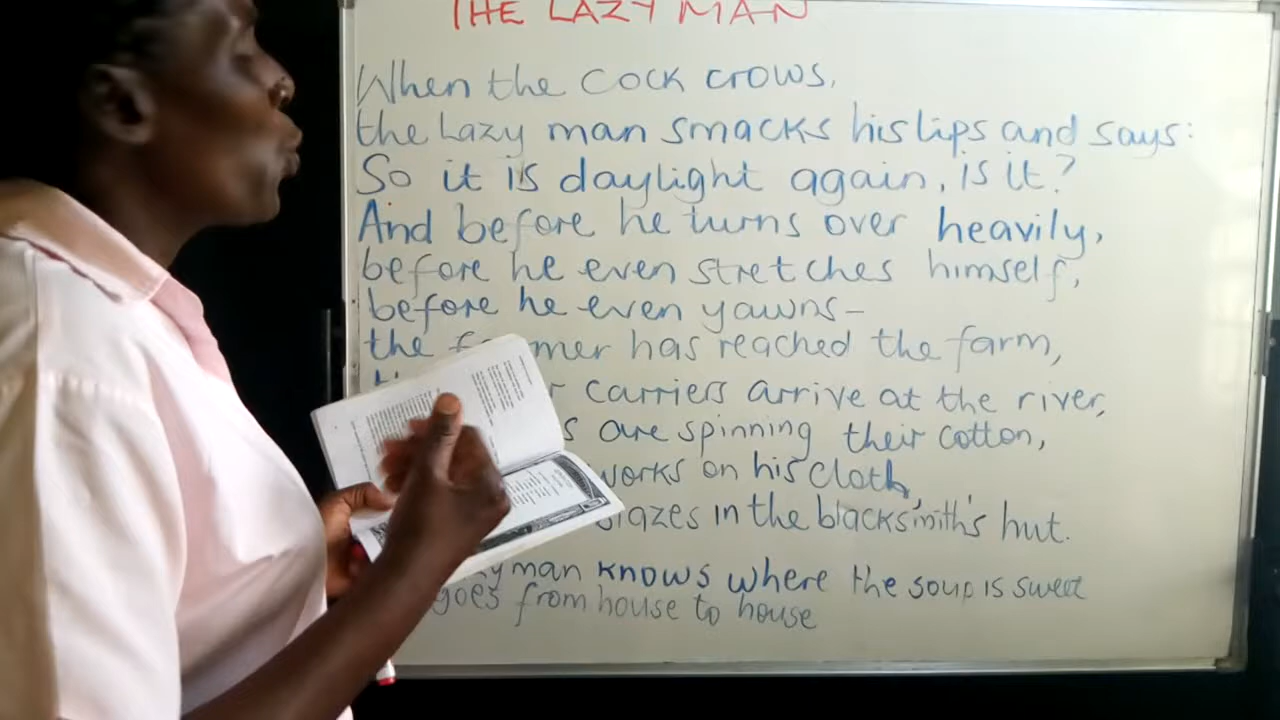 THE LAZY MAN
When the Cock crows,
the Lazy man smacks his lips and says:
So it is daylight again, is it?
And before he turns over heavily,
before he even stretches himself,
before he even yawns-
the has reached the farm,
carriers arrive at the river,
are spinning their cotton,
works on his cloth,
blazes in the blacksmith's hut.
man knows where the soup is sweet
goes from house to house